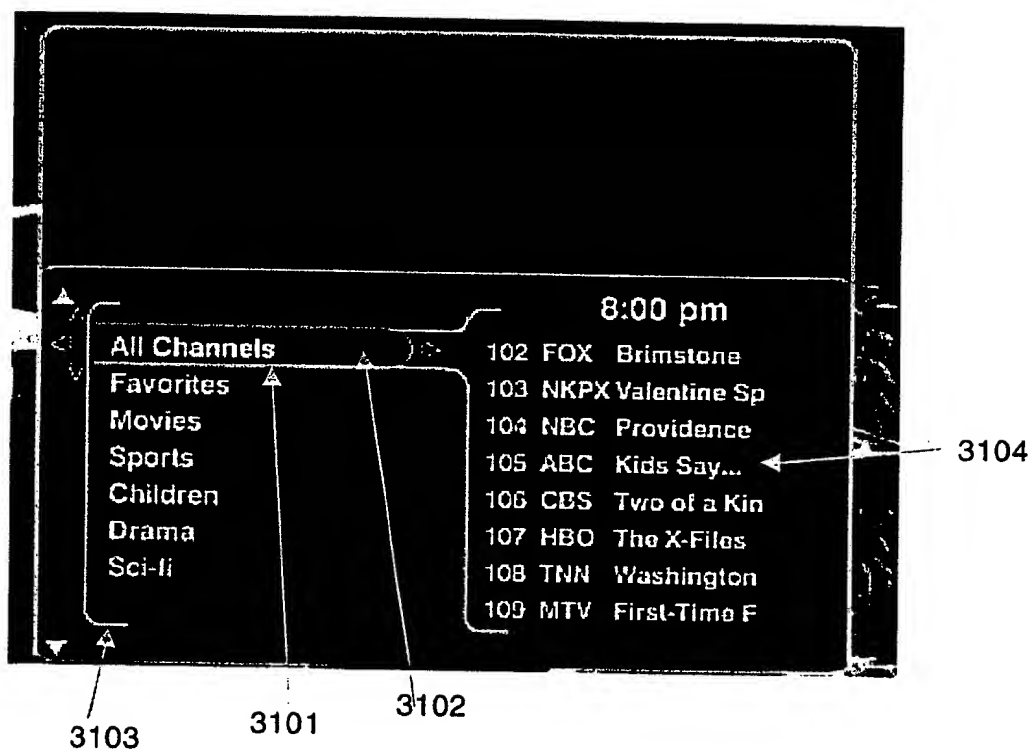 8:00 pm
All Channels
Favorites
Movies
Sports
Children
Drama
Sci-fi
102 FOX Brimstone
103 NKPX Valentine Sp
104 NBC Providence
105 ABC Kids Say...
106 CBS Two of a Kin
107 HBO The X-Files
108 TNN Washington
109 MTV First-Time F
3104
3103
3101
3102